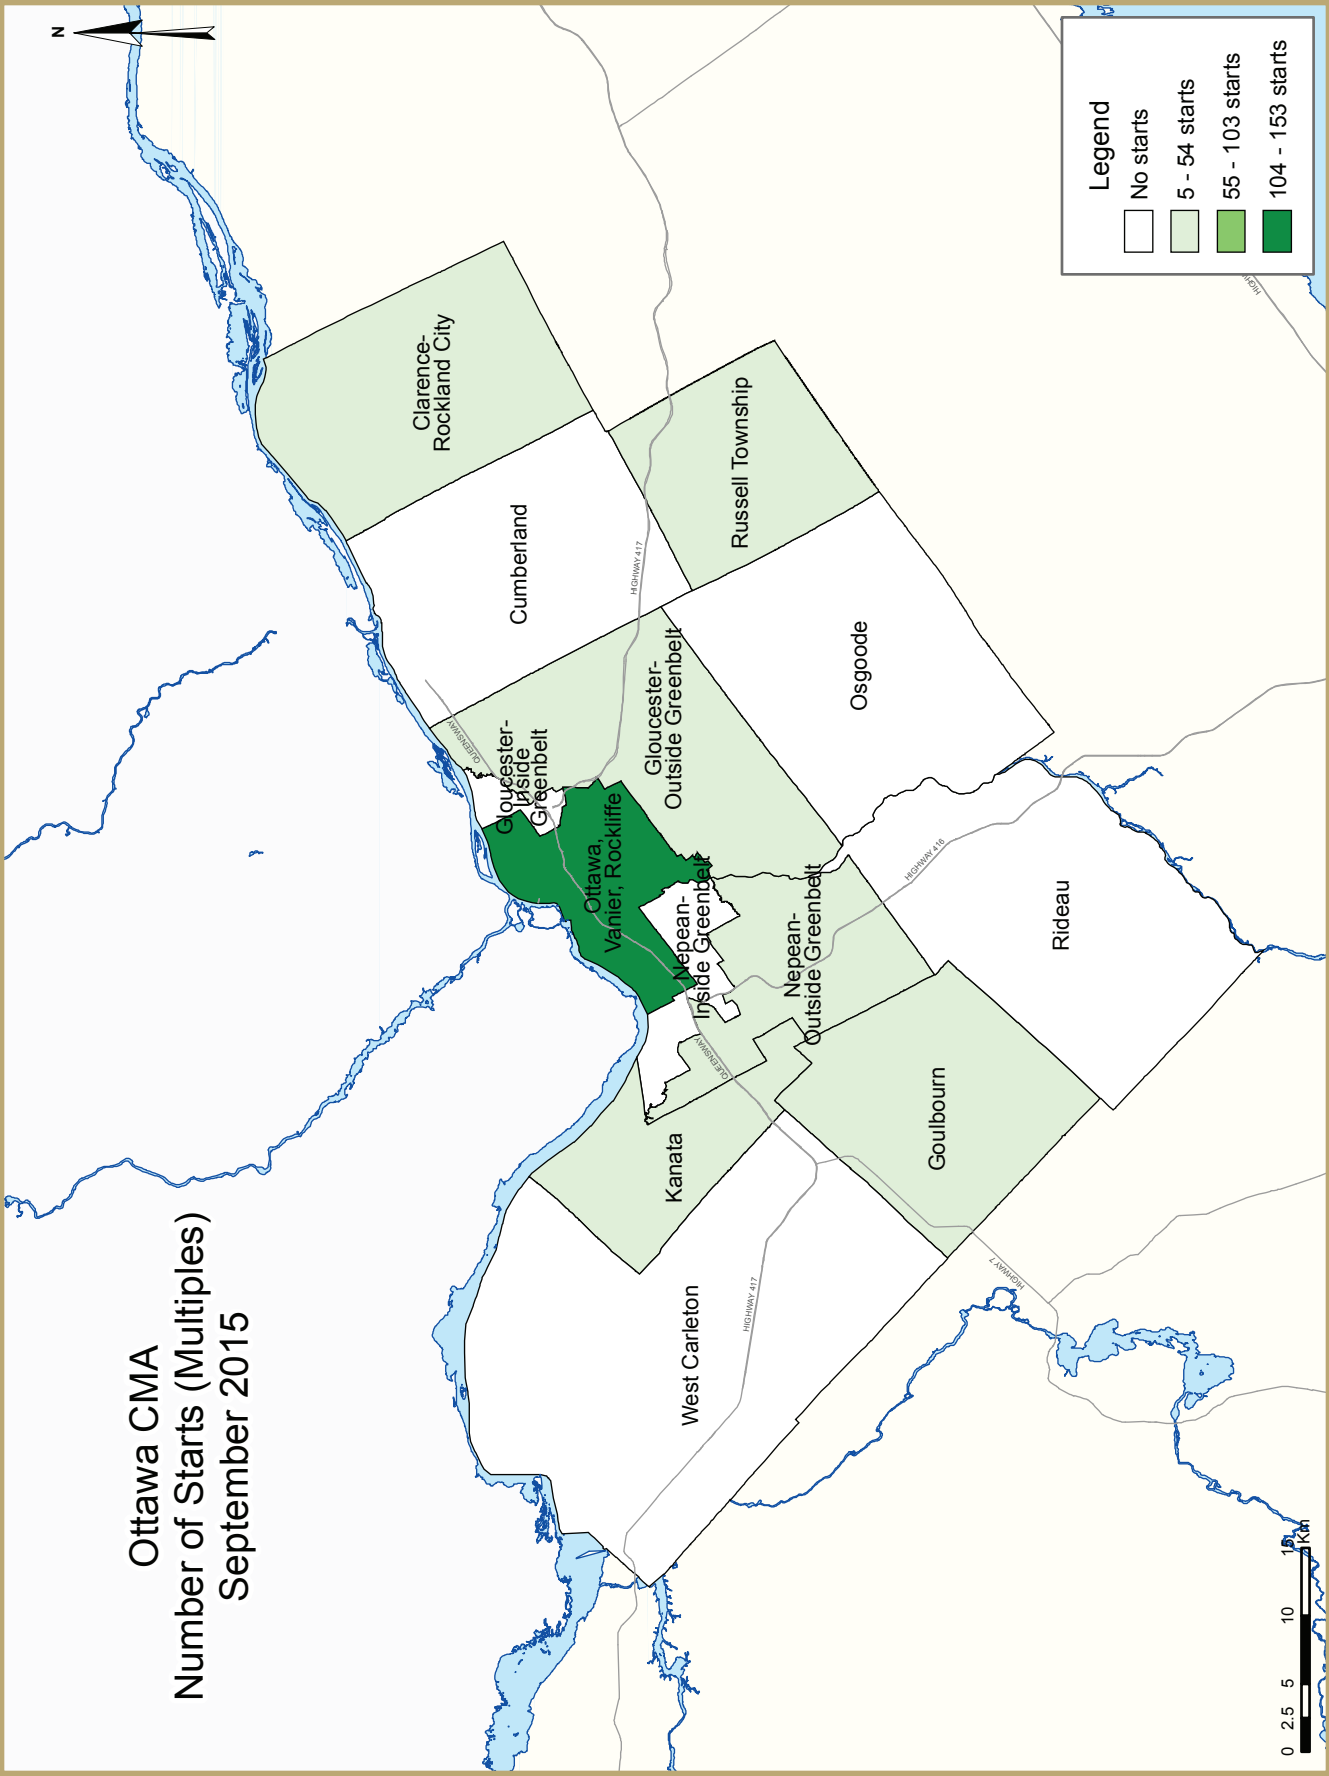 Ottawa CMA
Number of Starts (Multiples)
September 2015
N
Legend
No starts
5 - 54 starts
55 - 103 starts
104 - 153 starts
Clarence-
Rockland City
Cumberland
Russell Township
Gloucester-
Inside
Greenbelt
Gloucester-
Outside Greenbelt
Osgoode
Ottawa,
Vanier, Rockliffe
Nepean-
Inside Greenbelt
Nepean-
Outside Greenbelt
Rideau
Goulbourn
Kanata
West Carleton
QUEENSWAY
HIGHWAY 417
HIGHWAY 416
QUEENSWAY
HIGHWAY 417
HIGHWAY 7
0 2.5 5 10 15
Km